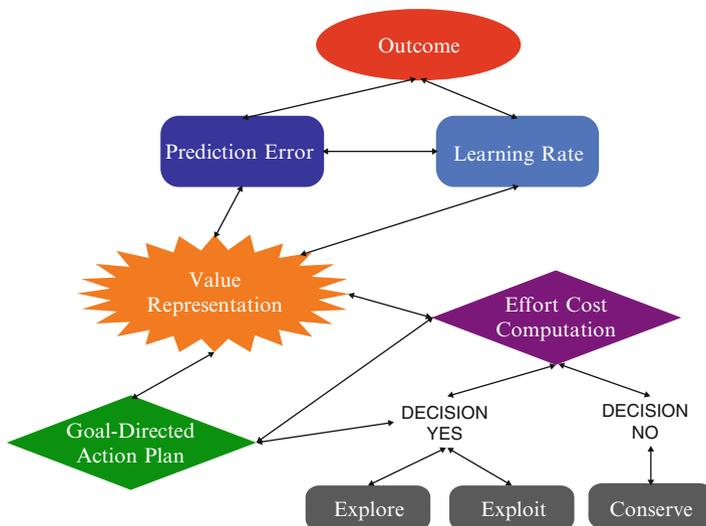 Outcome
Prediction Error
Learning Rate
Value
Representation
Effort Cost
Computation
Goal-Directed
Action Plan
DECISION
YES
DECISION
NO
Explore
Exploit
Conserve